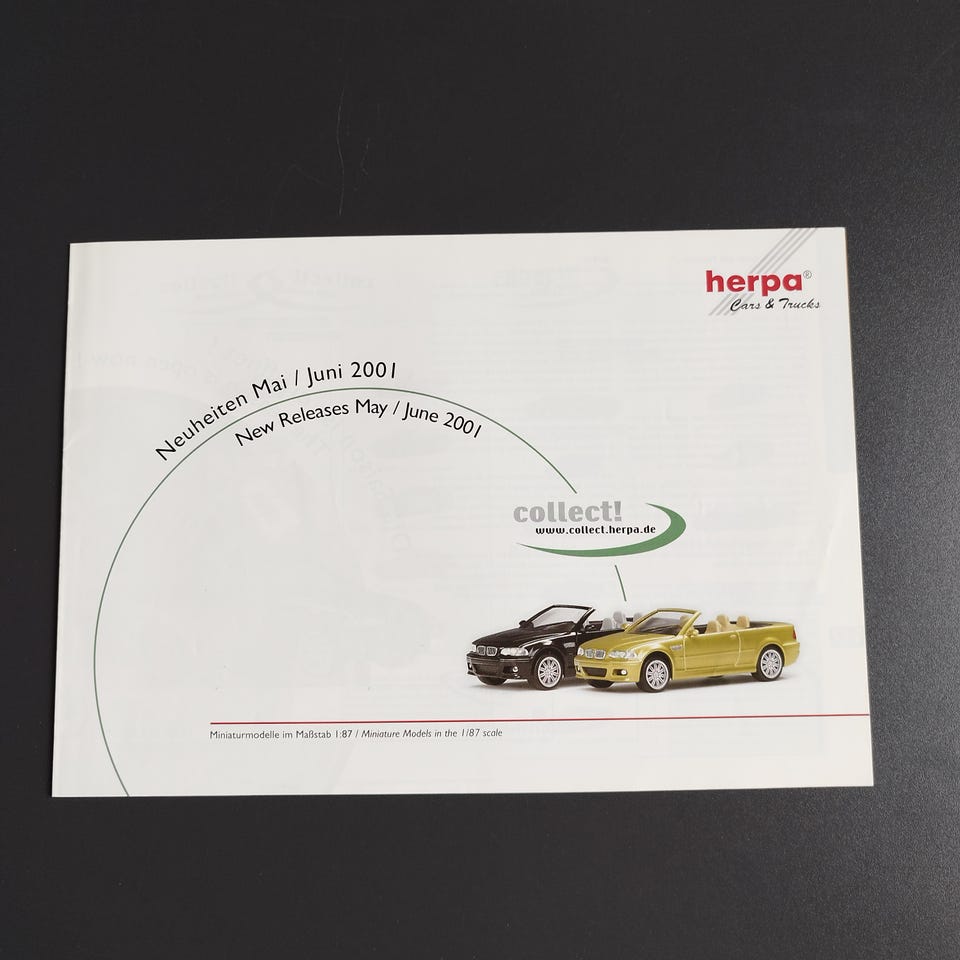 herpa®
Cars & Trucks
Neuheiten Mai / Juni 2001
New Releases May / June 2001
collect!
www.collect.herpa.de
Miniaturmodelle im Maßstab 1:87 / Miniature Models in the 1/87 scale